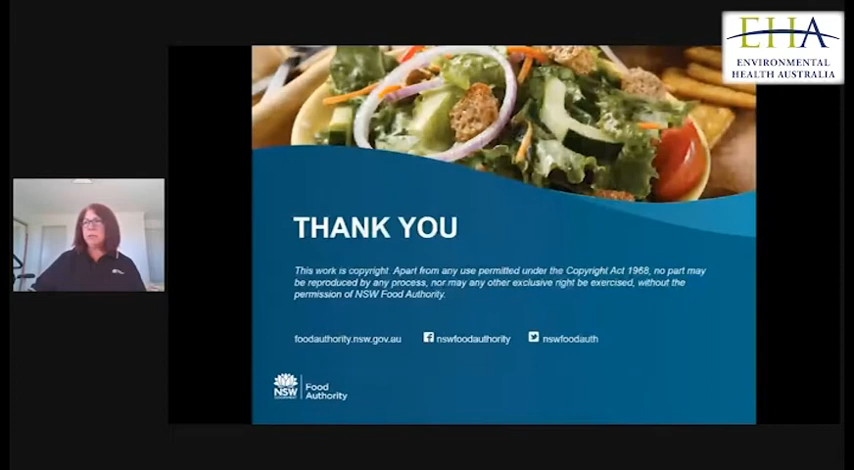 EHA
ENVIRONMENTAL
HEALTH AUSTRALIA
THANK YOU
This work is copyright. Apart from any use permitted under the Copyright Act 1968, no part may
be reproduced by any process, nor may any other exclusive right be exercised, without the
permission of NSW Food Authority.
foodauthority.nsw.gov.au nswfoodauthority nswfoodauth
NSW
Food
Authority